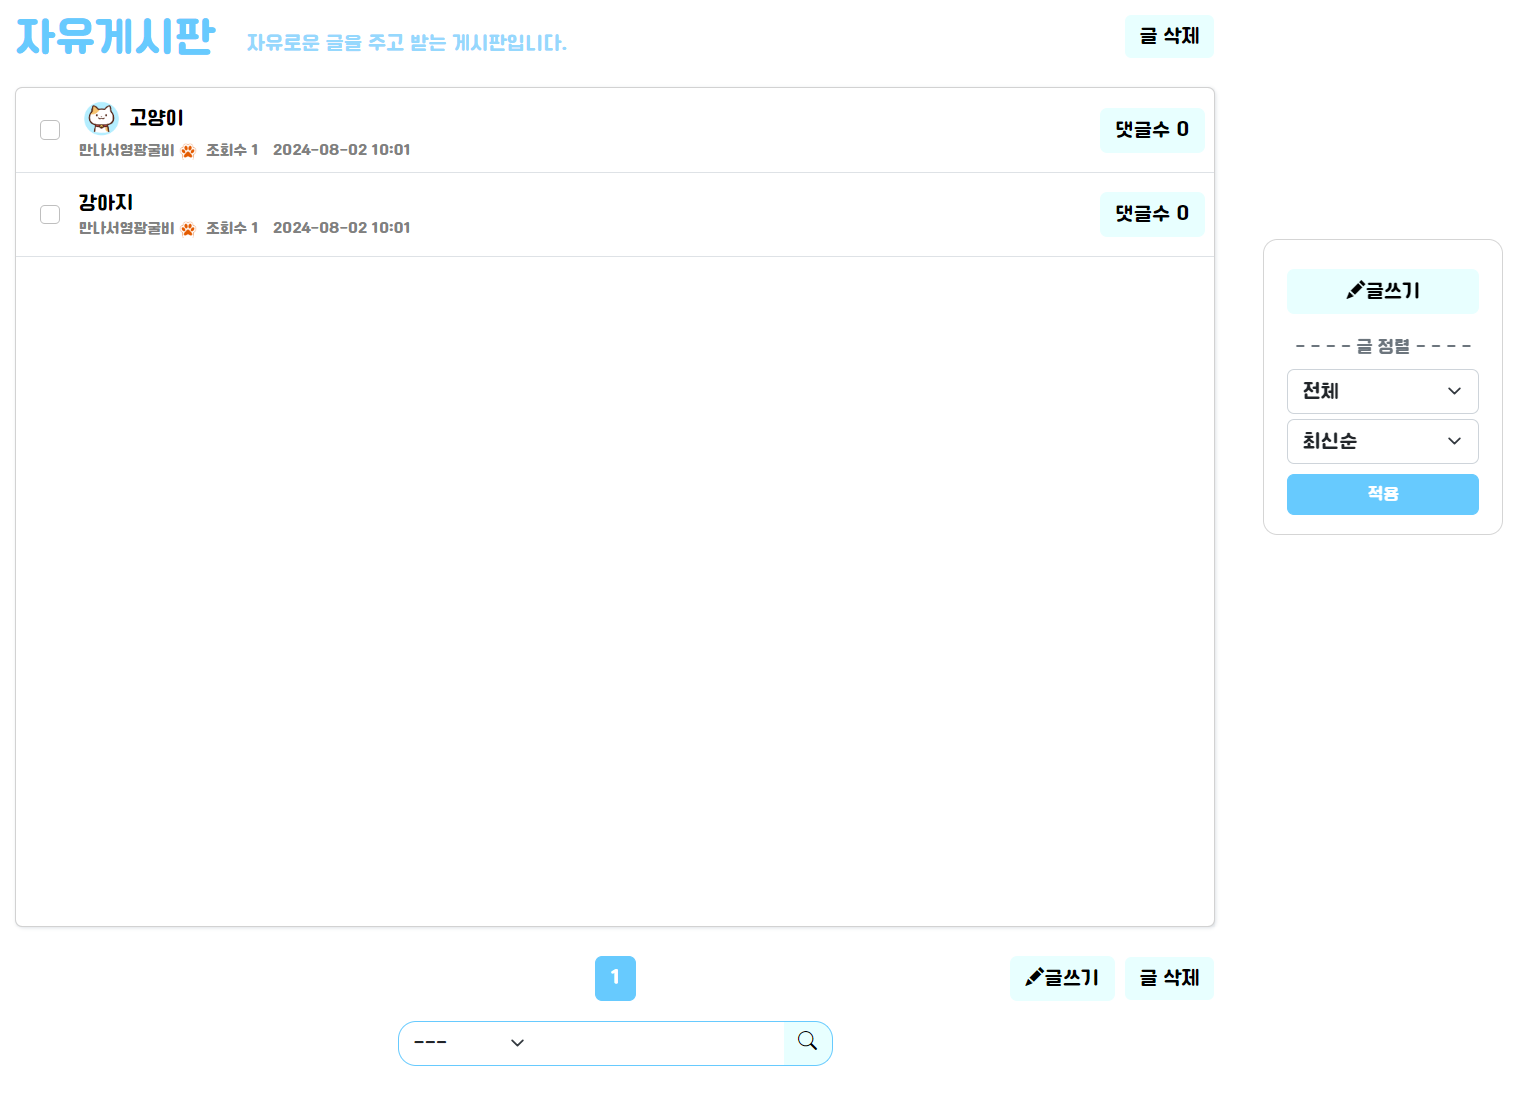 자유게시판 자유로운 글을 주고 받는 게시판입니다.
글 삭제
고양이
만나서영광굴비 조회수 1 2024-08-02 10:01
댓글수 0
강아지
만나서영광굴비 조회수 1 2024-08-02 10:01
댓글수 0
글쓰기
- - - - 글 정렬 - - - -
전체
최신순
적용
1
글쓰기
글 삭제
---